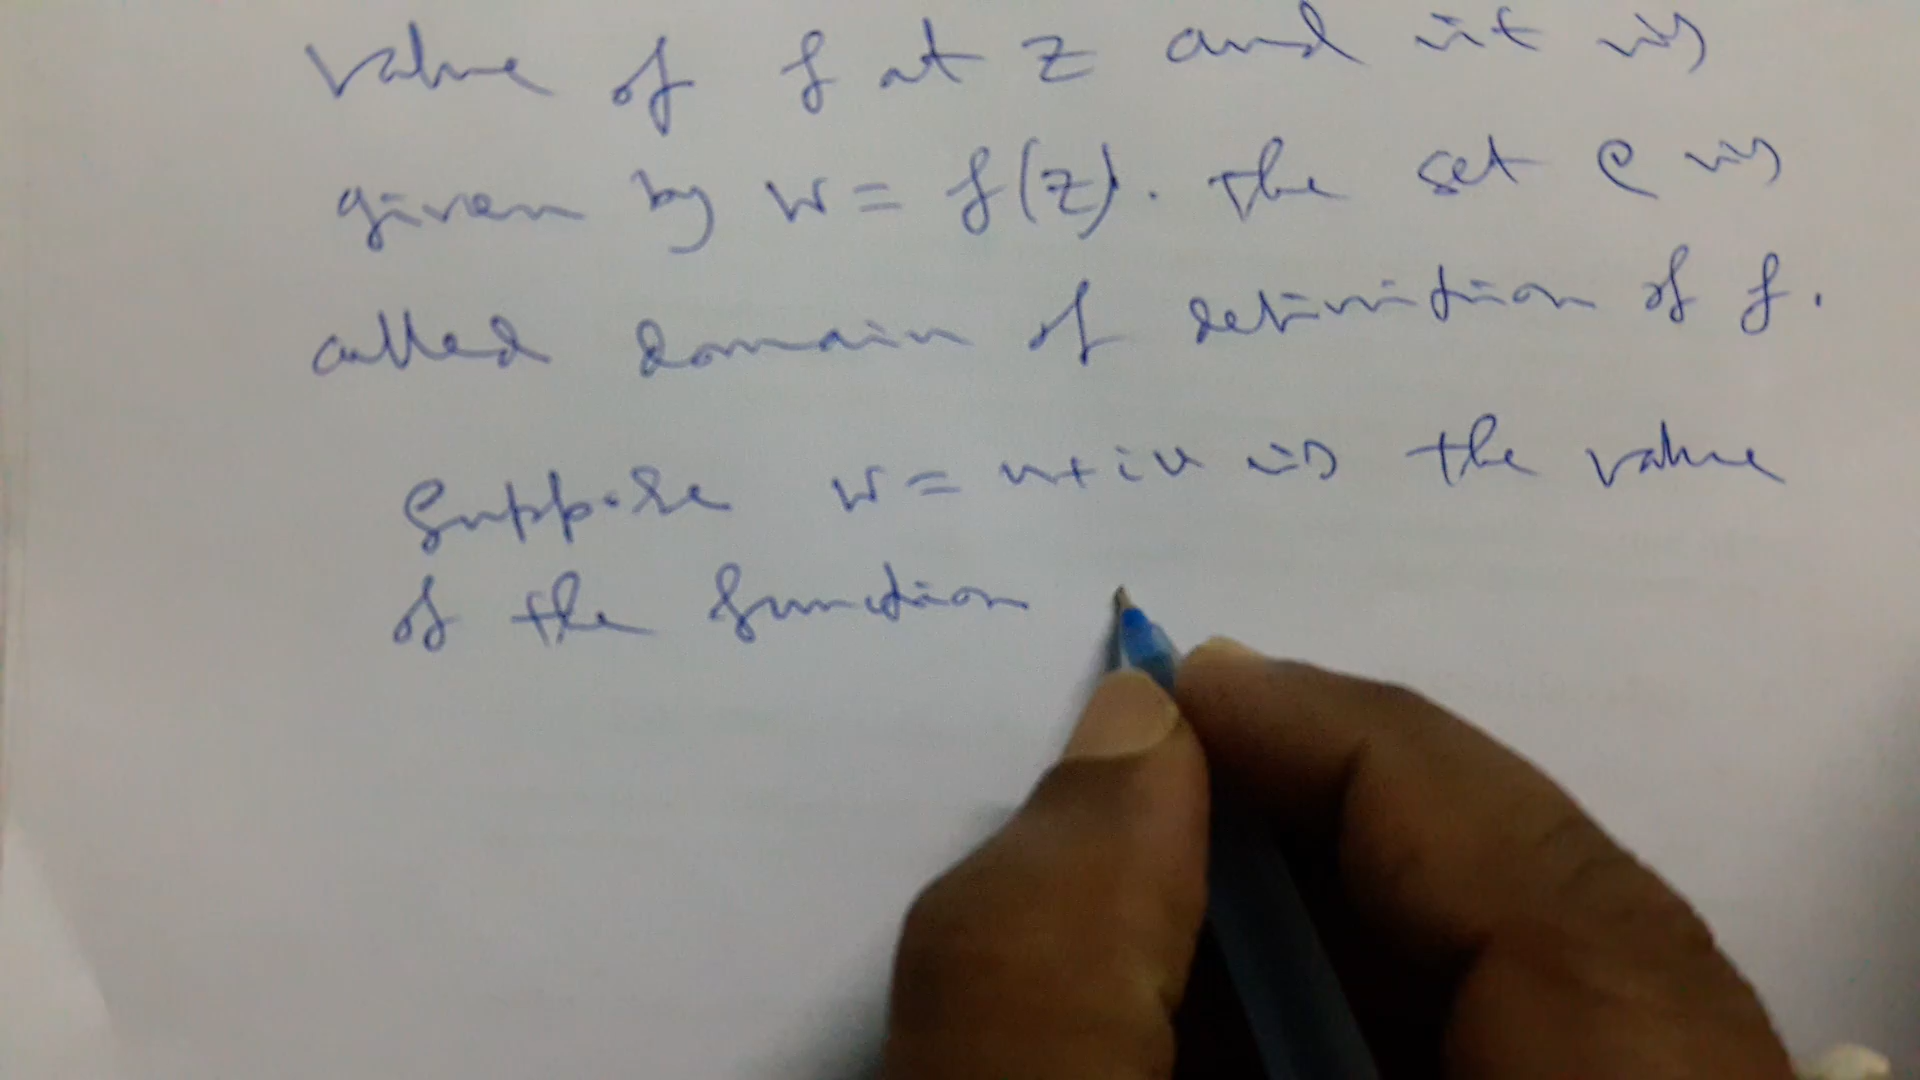 value of f at z and it is
given by w = f(z). The set e is
called domain of definition of f.
Suppose w = u+iv is the value
of the function